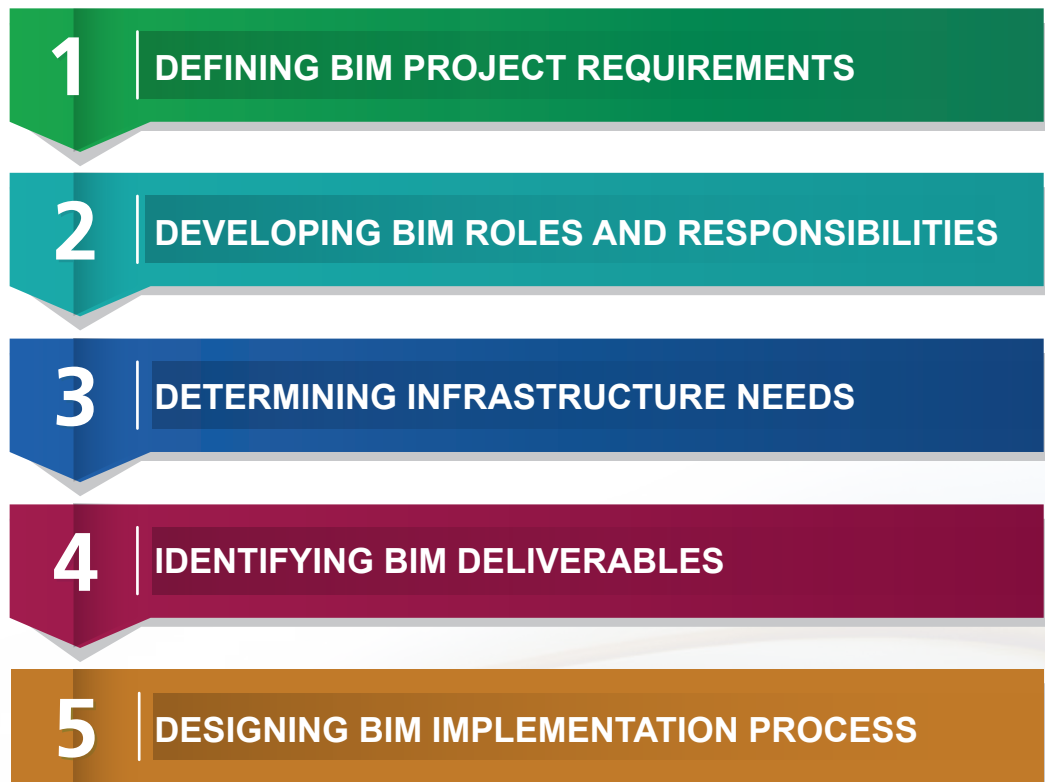 1 DEFINING BIM PROJECT REQUIREMENTS
2 DEVELOPING BIM ROLES AND RESPONSIBILITIES
3 DETERMINING INFRASTRUCTURE NEEDS
4 IDENTIFYING BIM DELIVERABLES
5 DESIGNING BIM IMPLEMENTATION PROCESS